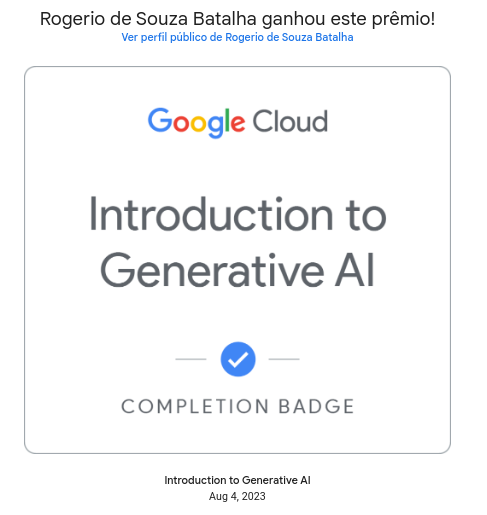 Rogerio de Souza Batalha ganhou este prêmio!
Ver perfil público de Rogerio de Souza Batalha
Google Cloud
Introduction to
Generative AI
COMPLETION BADGE
Introduction to Generative AI
Aug 4, 2023